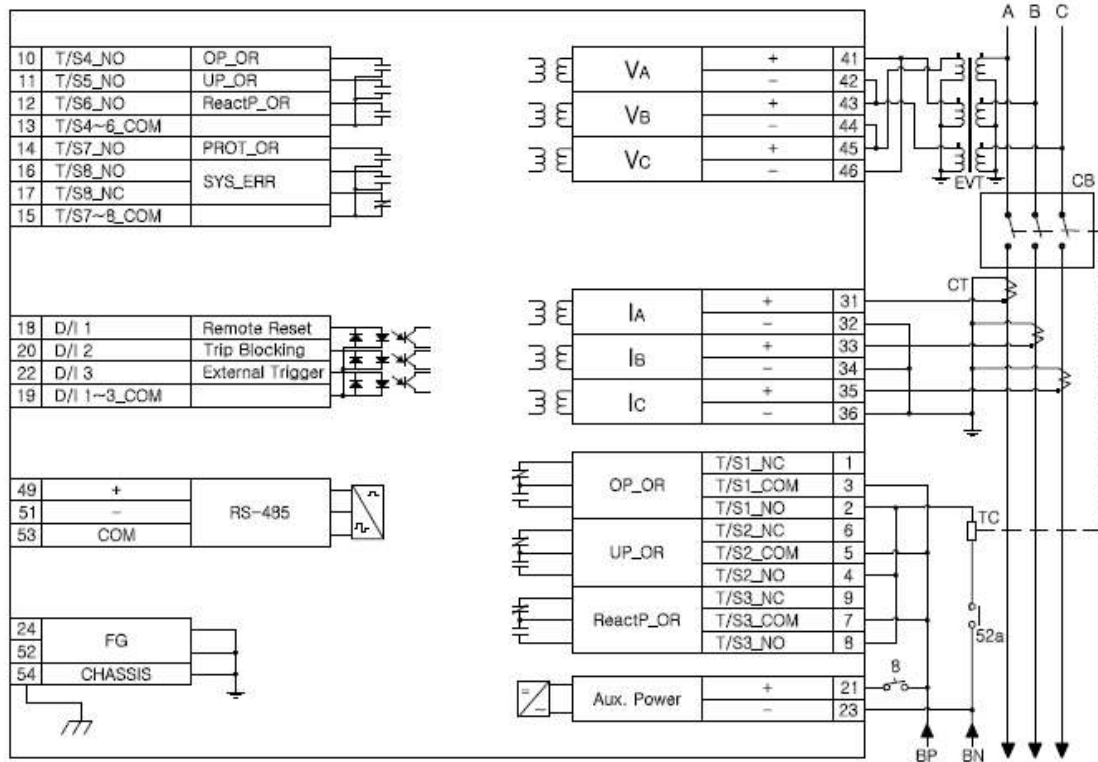 A B C
10 T/S4_NO OP_OR
11 T/S5_NO UP_OR
12 T/S6_NO ReactP_OR
13 T/S4~6_COM
14 T/S7_NO PROT_OR
16 T/S8_NO SYS_ERR
17 T/S8_NC
15 T/S7~8_COM
VA + 41
− 42
VB + 43
− 44
VC + 45
− 46
EVT
CB
CT
18 D/I 1 Remote Reset
20 D/I 2 Trip Blocking
22 D/I 3 External Trigger
19 D/I 1~3_COM
IA + 31
− 32
IB + 33
− 34
IC + 35
− 36
49 + RS-485
51 −
53 COM
OP_OR T/S1_NC 1
T/S1_COM 3
T/S1_NO 2
UP_OR T/S2_NC 6
T/S2_COM 5
T/S2_NO 4
ReactP_OR T/S3_NC 9
T/S3_COM 7
T/S3_NO 8
TC
52a
24 FG
52
54 CHASSIS
8
Aux. Power + 21
− 23
BP BN